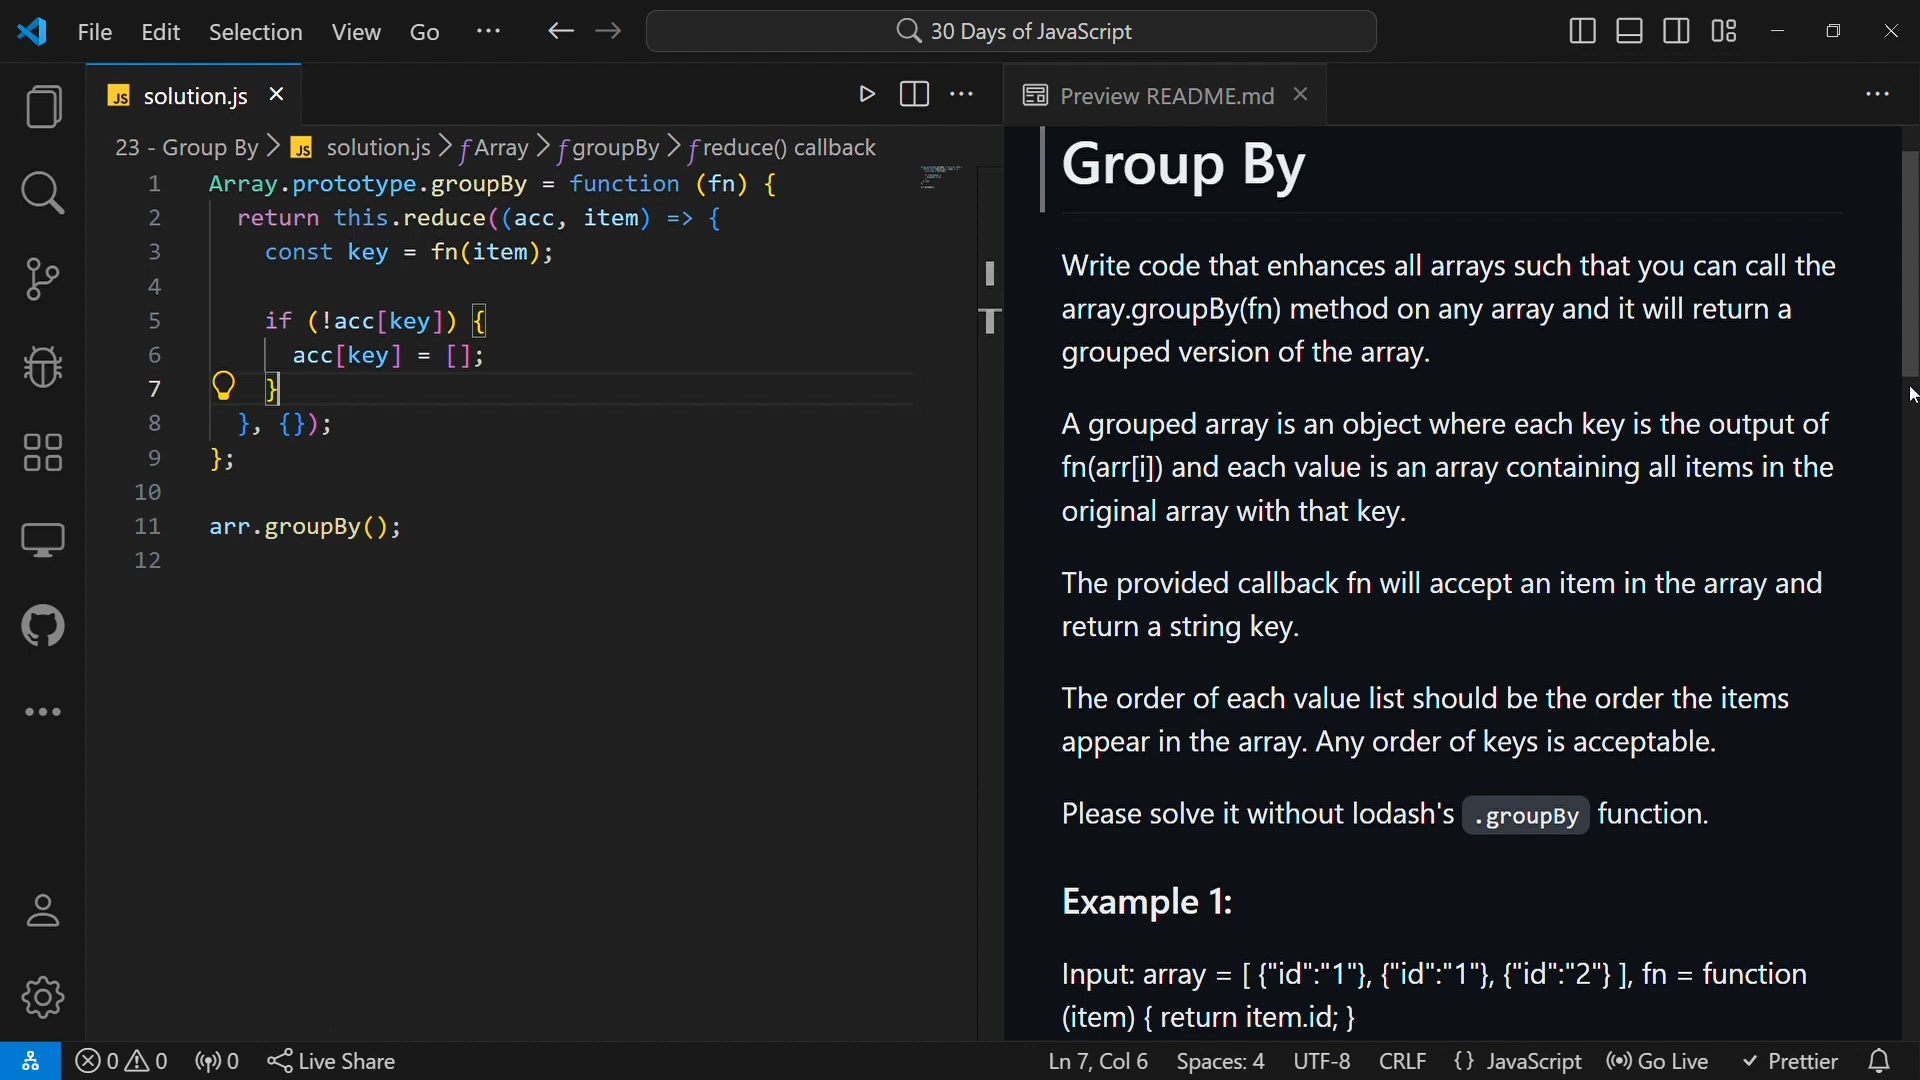 File Edit Selection View Go ··· ← → 30 Days of JavaScript
JS solution.js × ···
23 - Group By > JS solution.js > ƒ Array > ƒ groupBy > ƒ reduce() callback
1 Array.prototype.groupBy = function (fn) {
2 return this.reduce((acc, item) => {
3 const key = fn(item);
4
5 if (!acc[key]) {
6 acc[key] = [];
7 }
8 }, {});
9 };
10
11 arr.groupBy();
12
Preview README.md × ···
Group By
Write code that enhances all arrays such that you can call the
array.groupBy(fn) method on any array and it will return a
grouped version of the array.
A grouped array is an object where each key is the output of
fn(arr[i]) and each value is an array containing all items in the
original array with that key.
The provided callback fn will accept an item in the array and
return a string key.
The order of each value list should be the order the items
appear in the array. Any order of keys is acceptable.
Please solve it without lodash's .groupBy function.
Example 1:
Input: array = [ {"id":"1"}, {"id":"1"}, {"id":"2"} ], fn = function
(item) { return item.id; }
0 0 0 Live Share Ln 7, Col 6 Spaces: 4 UTF-8 CRLF {} JavaScript Go Live ✓ Prettier